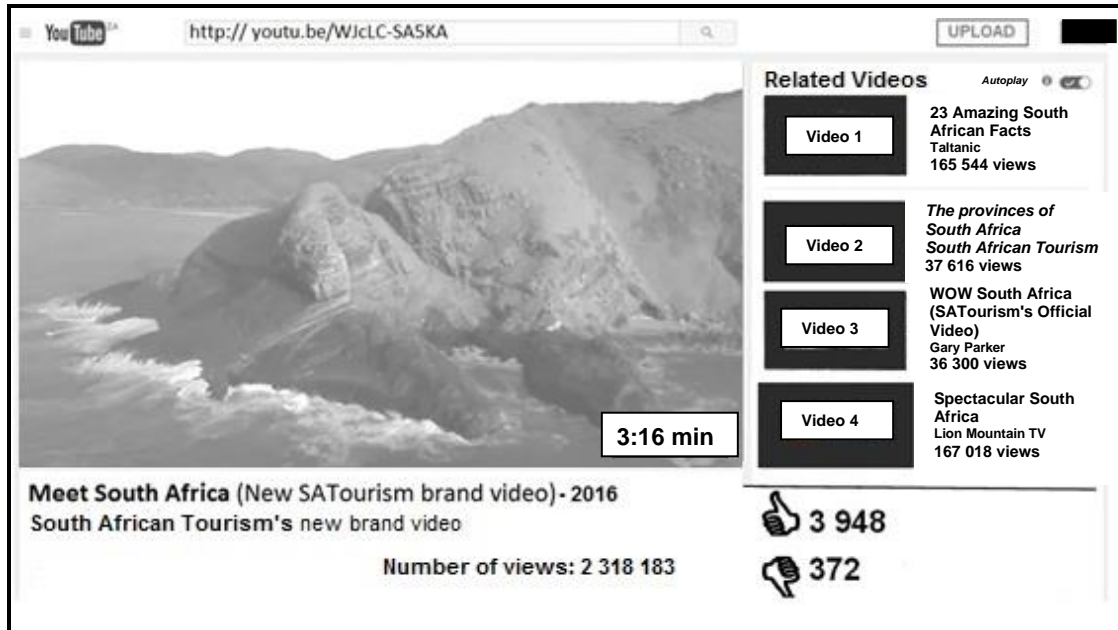 YouTube ZA
http:// youtu.be/WJcLC-SA5KA
UPLOAD
3:16 min
Related Videos
Autoplay
Video 1
23 Amazing South
African Facts
Taltanic
165 544 views
Video 2
The provinces of
South Africa
South African Tourism
37 616 views
Video 3
WOW South Africa
(SATourism's Official
Video)
Gary Parker
36 300 views
Video 4
Spectacular South
Africa
Lion Mountain TV
167 018 views
Meet South Africa (New SATourism brand video)- 2016
South African Tourism's new brand video
Number of views: 2 318 183
3 948
372